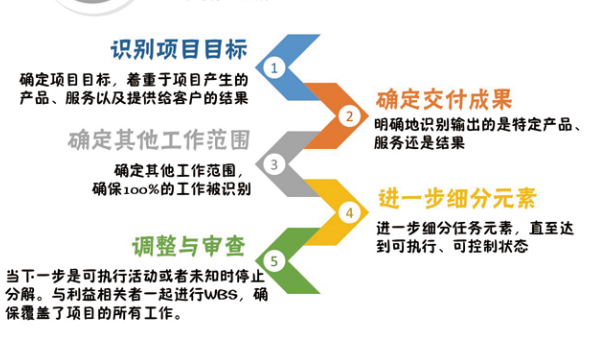 识别项目目标
确定项目目标，着重于项目产生的
产品、服务以及提供给客户的结果
1
确定交付成果
明确地识别输出的是特定产品、
服务还是结果
2
确定其他工作范围
确定其他工作范围，
确保100%的工作被识别
3
进一步细分元素
进一步细分任务元素，直至达
到可执行、可控制状态
4
调整与审查
当下一步是可执行活动或者未知时停止
分解。与利益相关者一起进行WBS，确
保覆盖了项目的所有工作。
5